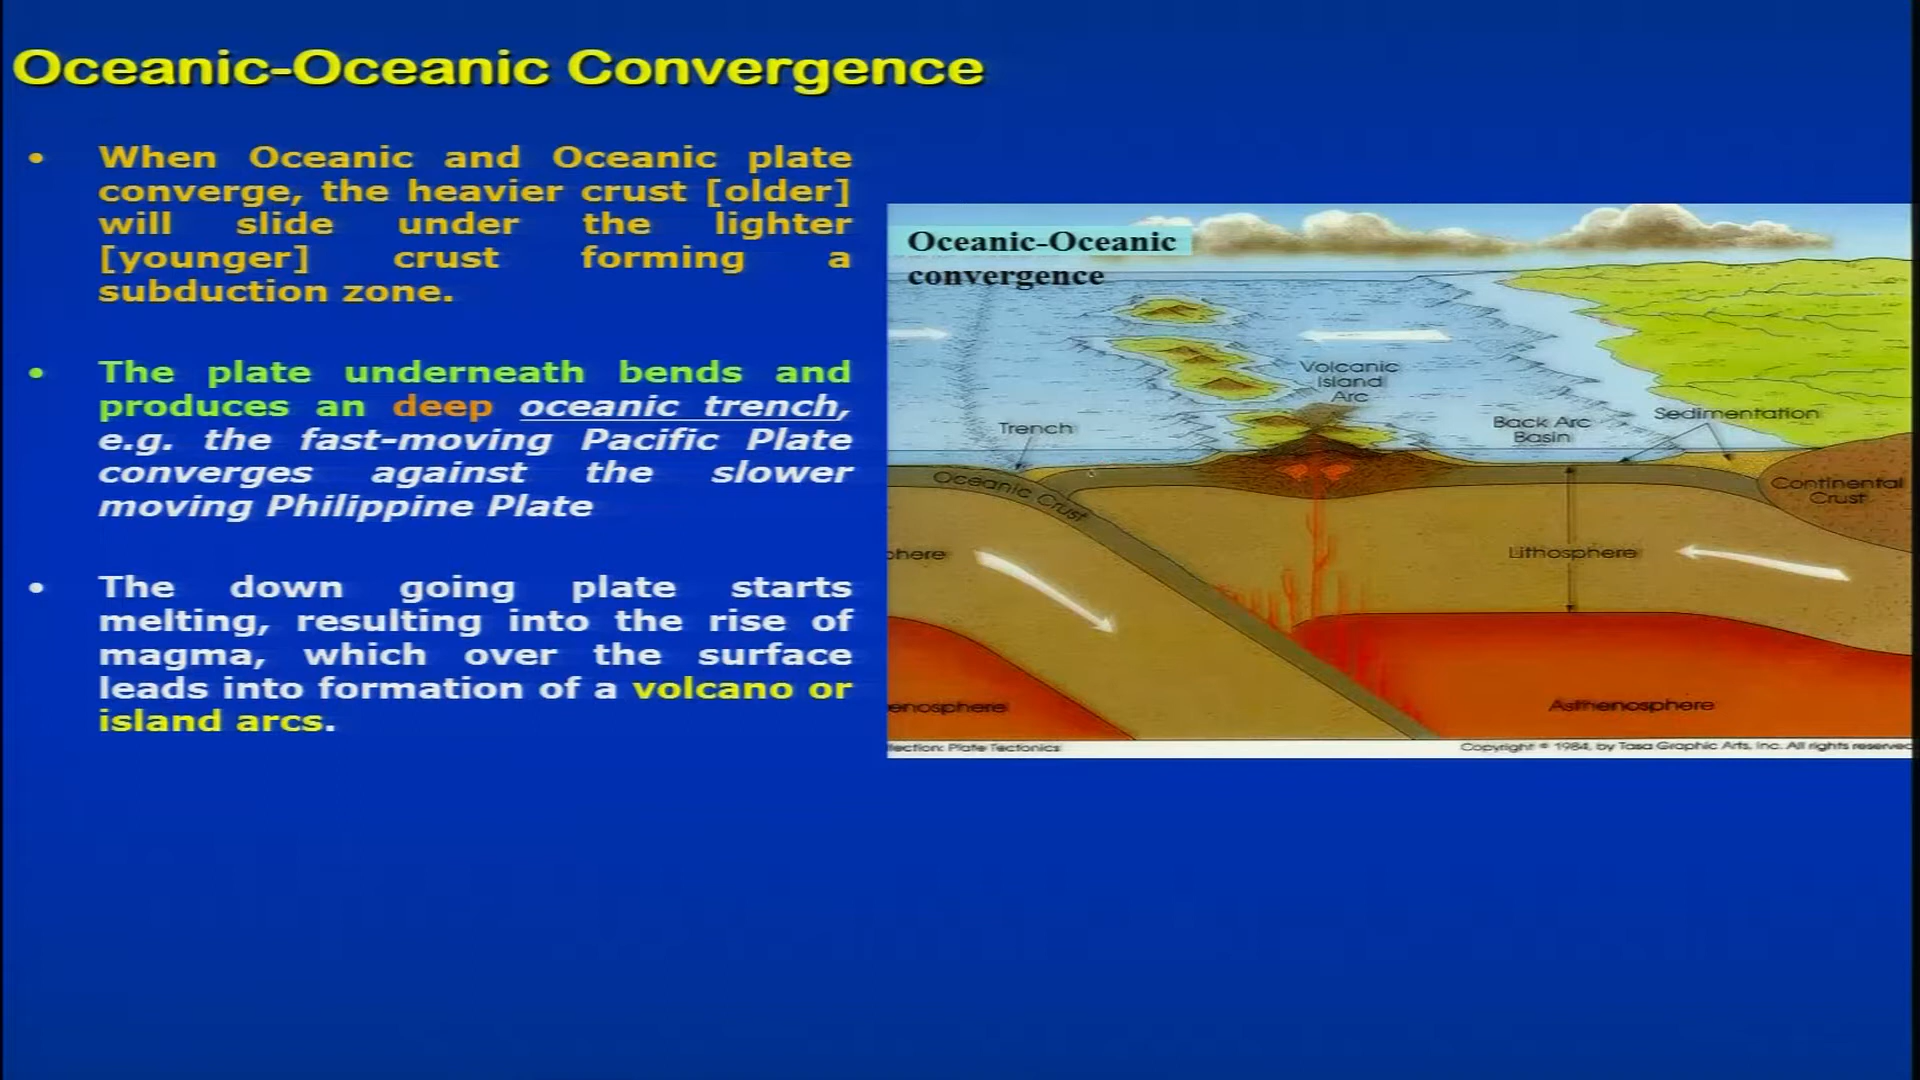 Oceanic-Oceanic Convergence
• When Oceanic and Oceanic plate
converge, the heavier crust [older]
will slide under the lighter
[younger] crust forming a
subduction zone.
• The plate underneath bends and
produces an deep oceanic trench,
e.g. the fast-moving Pacific Plate
converges against the slower
moving Philippine Plate
• The down going plate starts
melting, resulting into the rise of
magma, which over the surface
leads into formation of a volcano or
island arcs.
Oceanic-Oceanic
convergence
Volcanic
Island
Arc
Trench
Back Arc
Basin
Sedimentation
Oceanic Crust
Continental
Crust
phere
Lithosphere
enosphere
Asthenosphere
lection: Plate Tectonics
Copyright © 1984, by Tasa Graphic Arts, Inc. All rights reserved